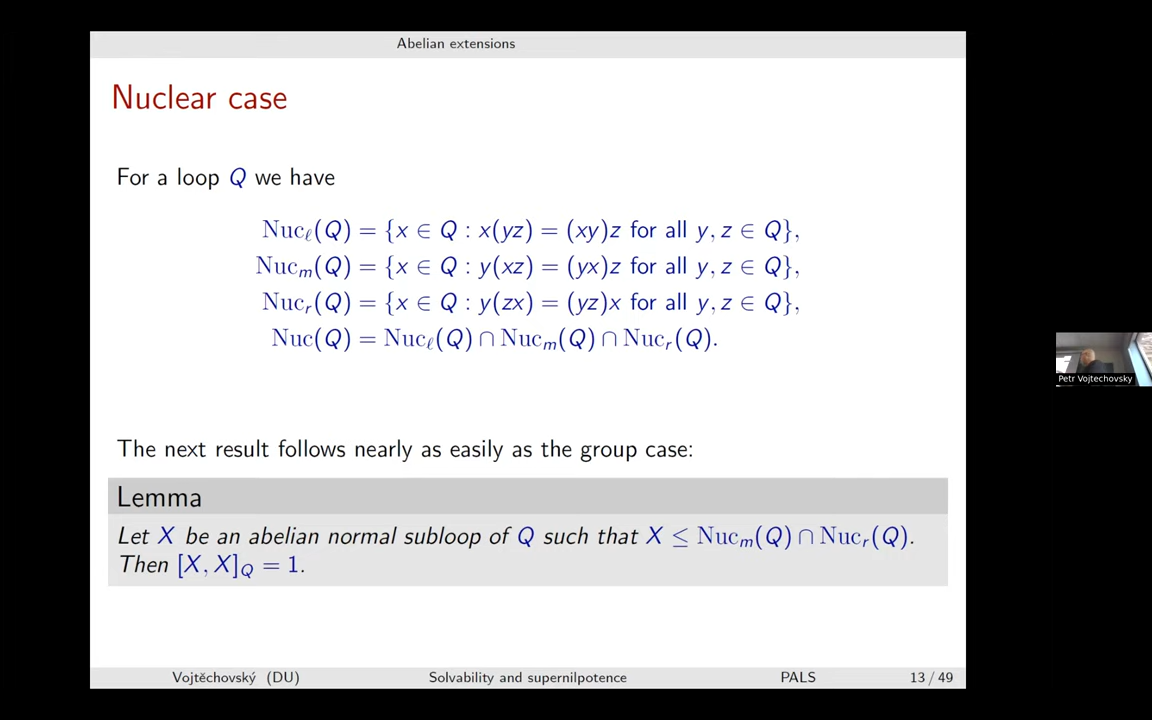 Abelian extensions
Nuclear case
For a loop Q we have
Nucℓ(Q) = {x ∈ Q : x(yz) = (xy)z for all y, z ∈ Q},
Nucₘ(Q) = {x ∈ Q : y(xz) = (yx)z for all y, z ∈ Q},
Nucᵣ(Q) = {x ∈ Q : y(zx) = (yz)x for all y, z ∈ Q},
Nuc(Q) = Nucℓ(Q) ∩ Nucₘ(Q) ∩ Nucᵣ(Q).
The next result follows nearly as easily as the group case:
Lemma
Let X be an abelian normal subloop of Q such that X ≤ Nucₘ(Q) ∩ Nucᵣ(Q).
Then [X, X]_Q = 1.
Vojtěchovský (DU) Solvability and supernilpotence PALS 13 / 49
Petr Vojtechovsky